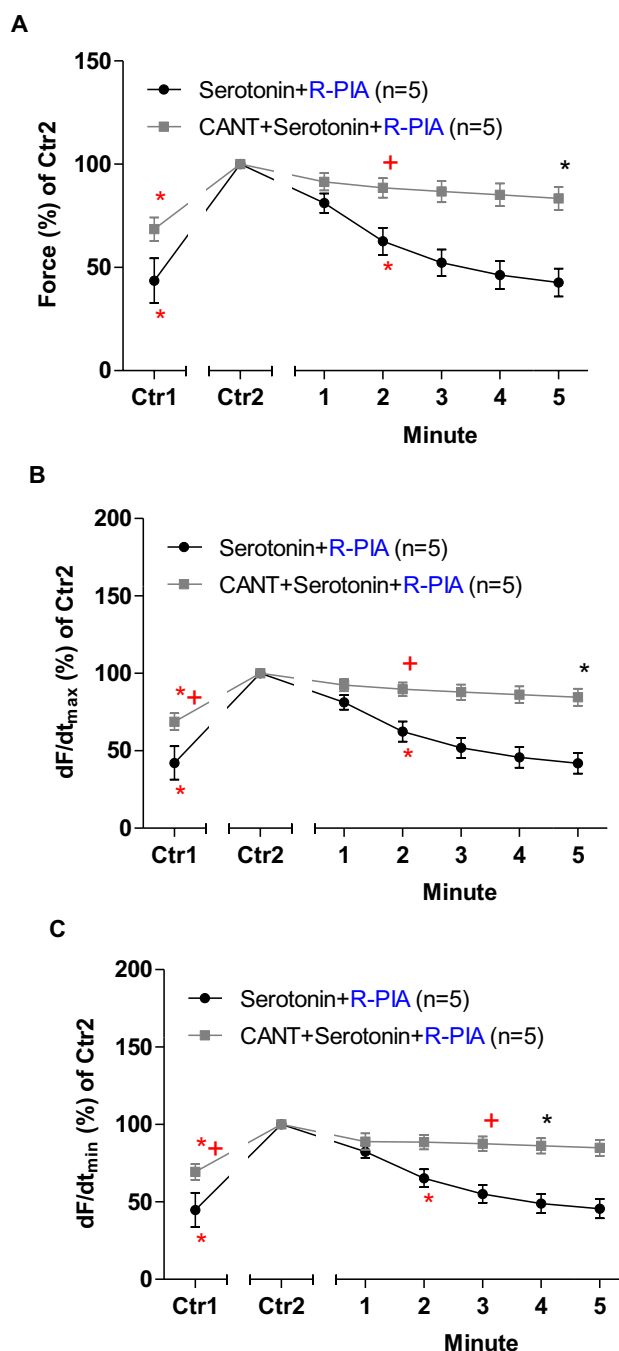 A
Force (%) of Ctr2
150
100
50
0
Serotonin+R-PIA (n=5)
CANT+Serotonin+R-PIA (n=5)
*
*
+
*
*
Ctr1 Ctr2 1 2 3 4 5
Minute
B
dF/dtmax (%) of Ctr2
200
150
100
50
0
Serotonin+R-PIA (n=5)
CANT+Serotonin+R-PIA (n=5)
*+
*
+
*
*
Ctr1 Ctr2 1 2 3 4 5
Minute
C
dF/dtmin (%) of Ctr2
200
150
100
50
0
Serotonin+R-PIA (n=5)
CANT+Serotonin+R-PIA (n=5)
*+
*
*
+
*
Ctr1 Ctr2 1 2 3 4 5
Minute